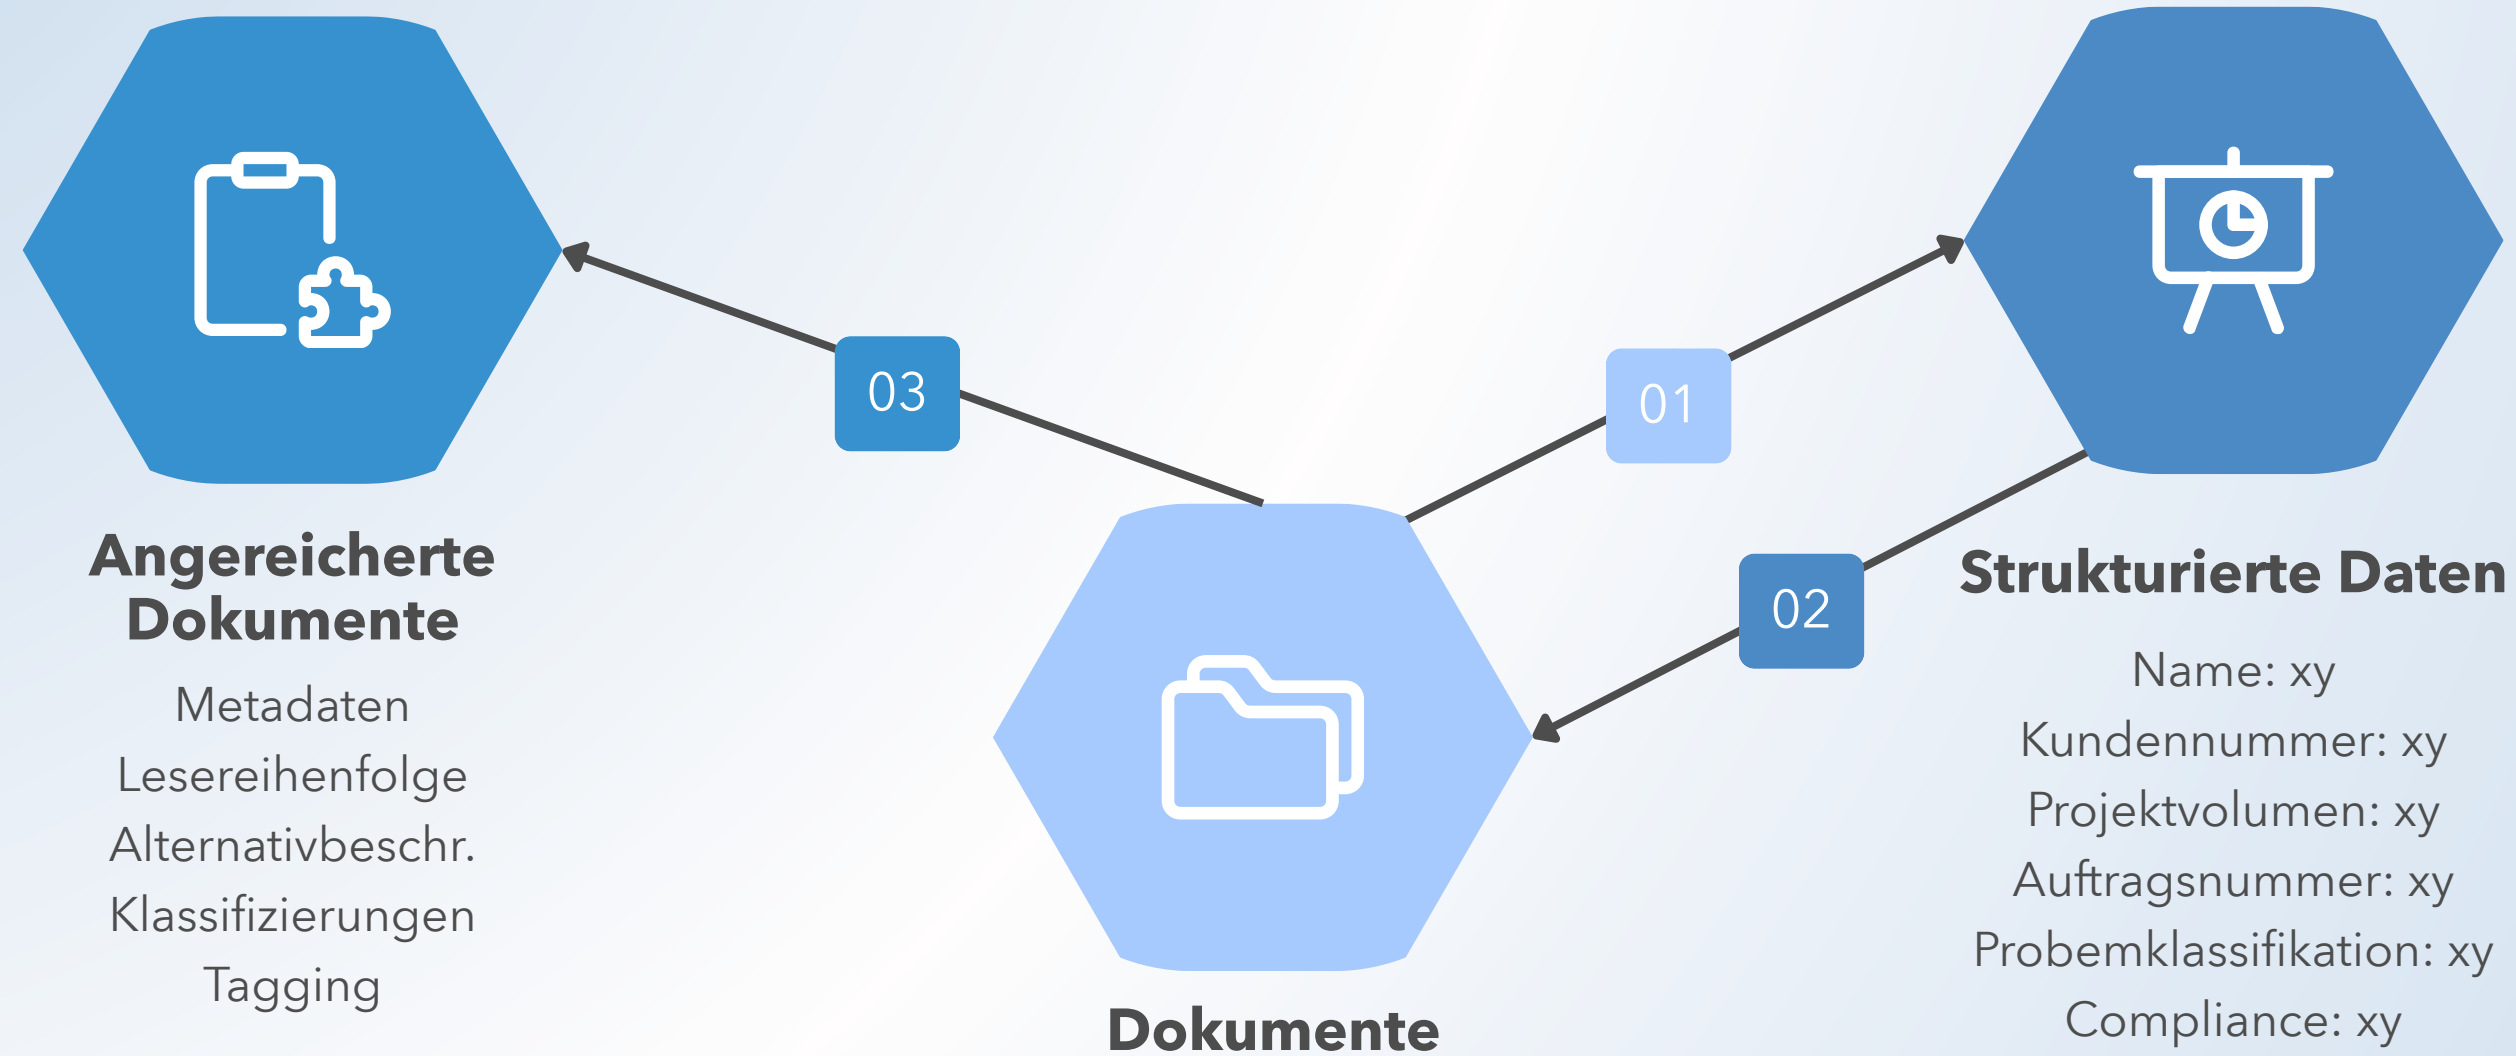 03
01
02
Angereicherte
Dokumente
Metadaten
Lesereihenfolge
Alternativbeschr.
Klassifizierungen
Tagging
Dokumente
Strukturierte Daten
Name: xy
Kundennummer: xy
Projektvolumen: xy
Auftragsnummer: xy
Probemklassifikation: xy
Compliance: xy